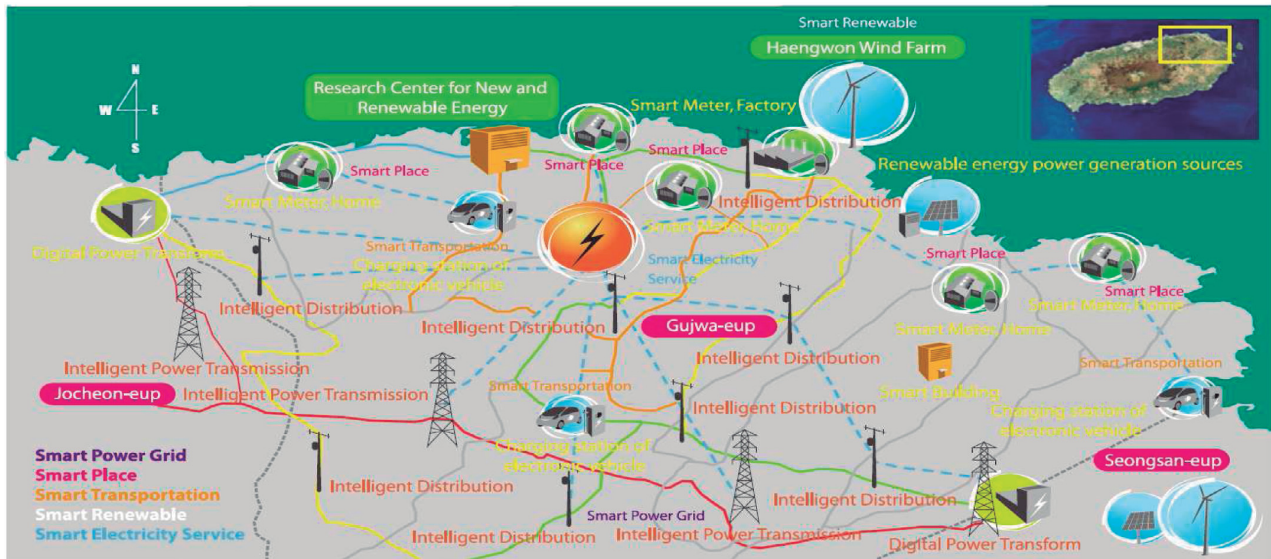 Smart Renewable
Haengwon Wind Farm
N
W E
S
Research Center for New and
Renewable Energy
Smart Meter, Factory
Smart Place
Smart Place
Smart Place
Renewable energy power generation sources
Smart Meter, Home
Intelligent Distribution
Smart Meter, Home
Digital Power Transform
Smart Transportation
Charging station of
electronic vehicle
Smart Electricity
Service
Smart Place
Smart Place
Smart Meter, Home
Smart Meter, Home
Intelligent Distribution
Intelligent Distribution
Gujwa-eup
Intelligent Distribution
Intelligent Power Transmission
Smart Transportation
Jocheon-eup
Intelligent Power Transmission
Smart Transportation
Smart Building
Intelligent Distribution
Charging station of
electronic vehicle
Charging station of
electronic vehicle
Smart Power Grid
Smart Place
Smart Transportation
Smart Renewable
Smart Electricity Service
Seongsan-eup
Intelligent Distribution
Intelligent Distribution
Smart Power Grid
Intelligent Distribution
Intelligent Power Transmission
Digital Power Transform